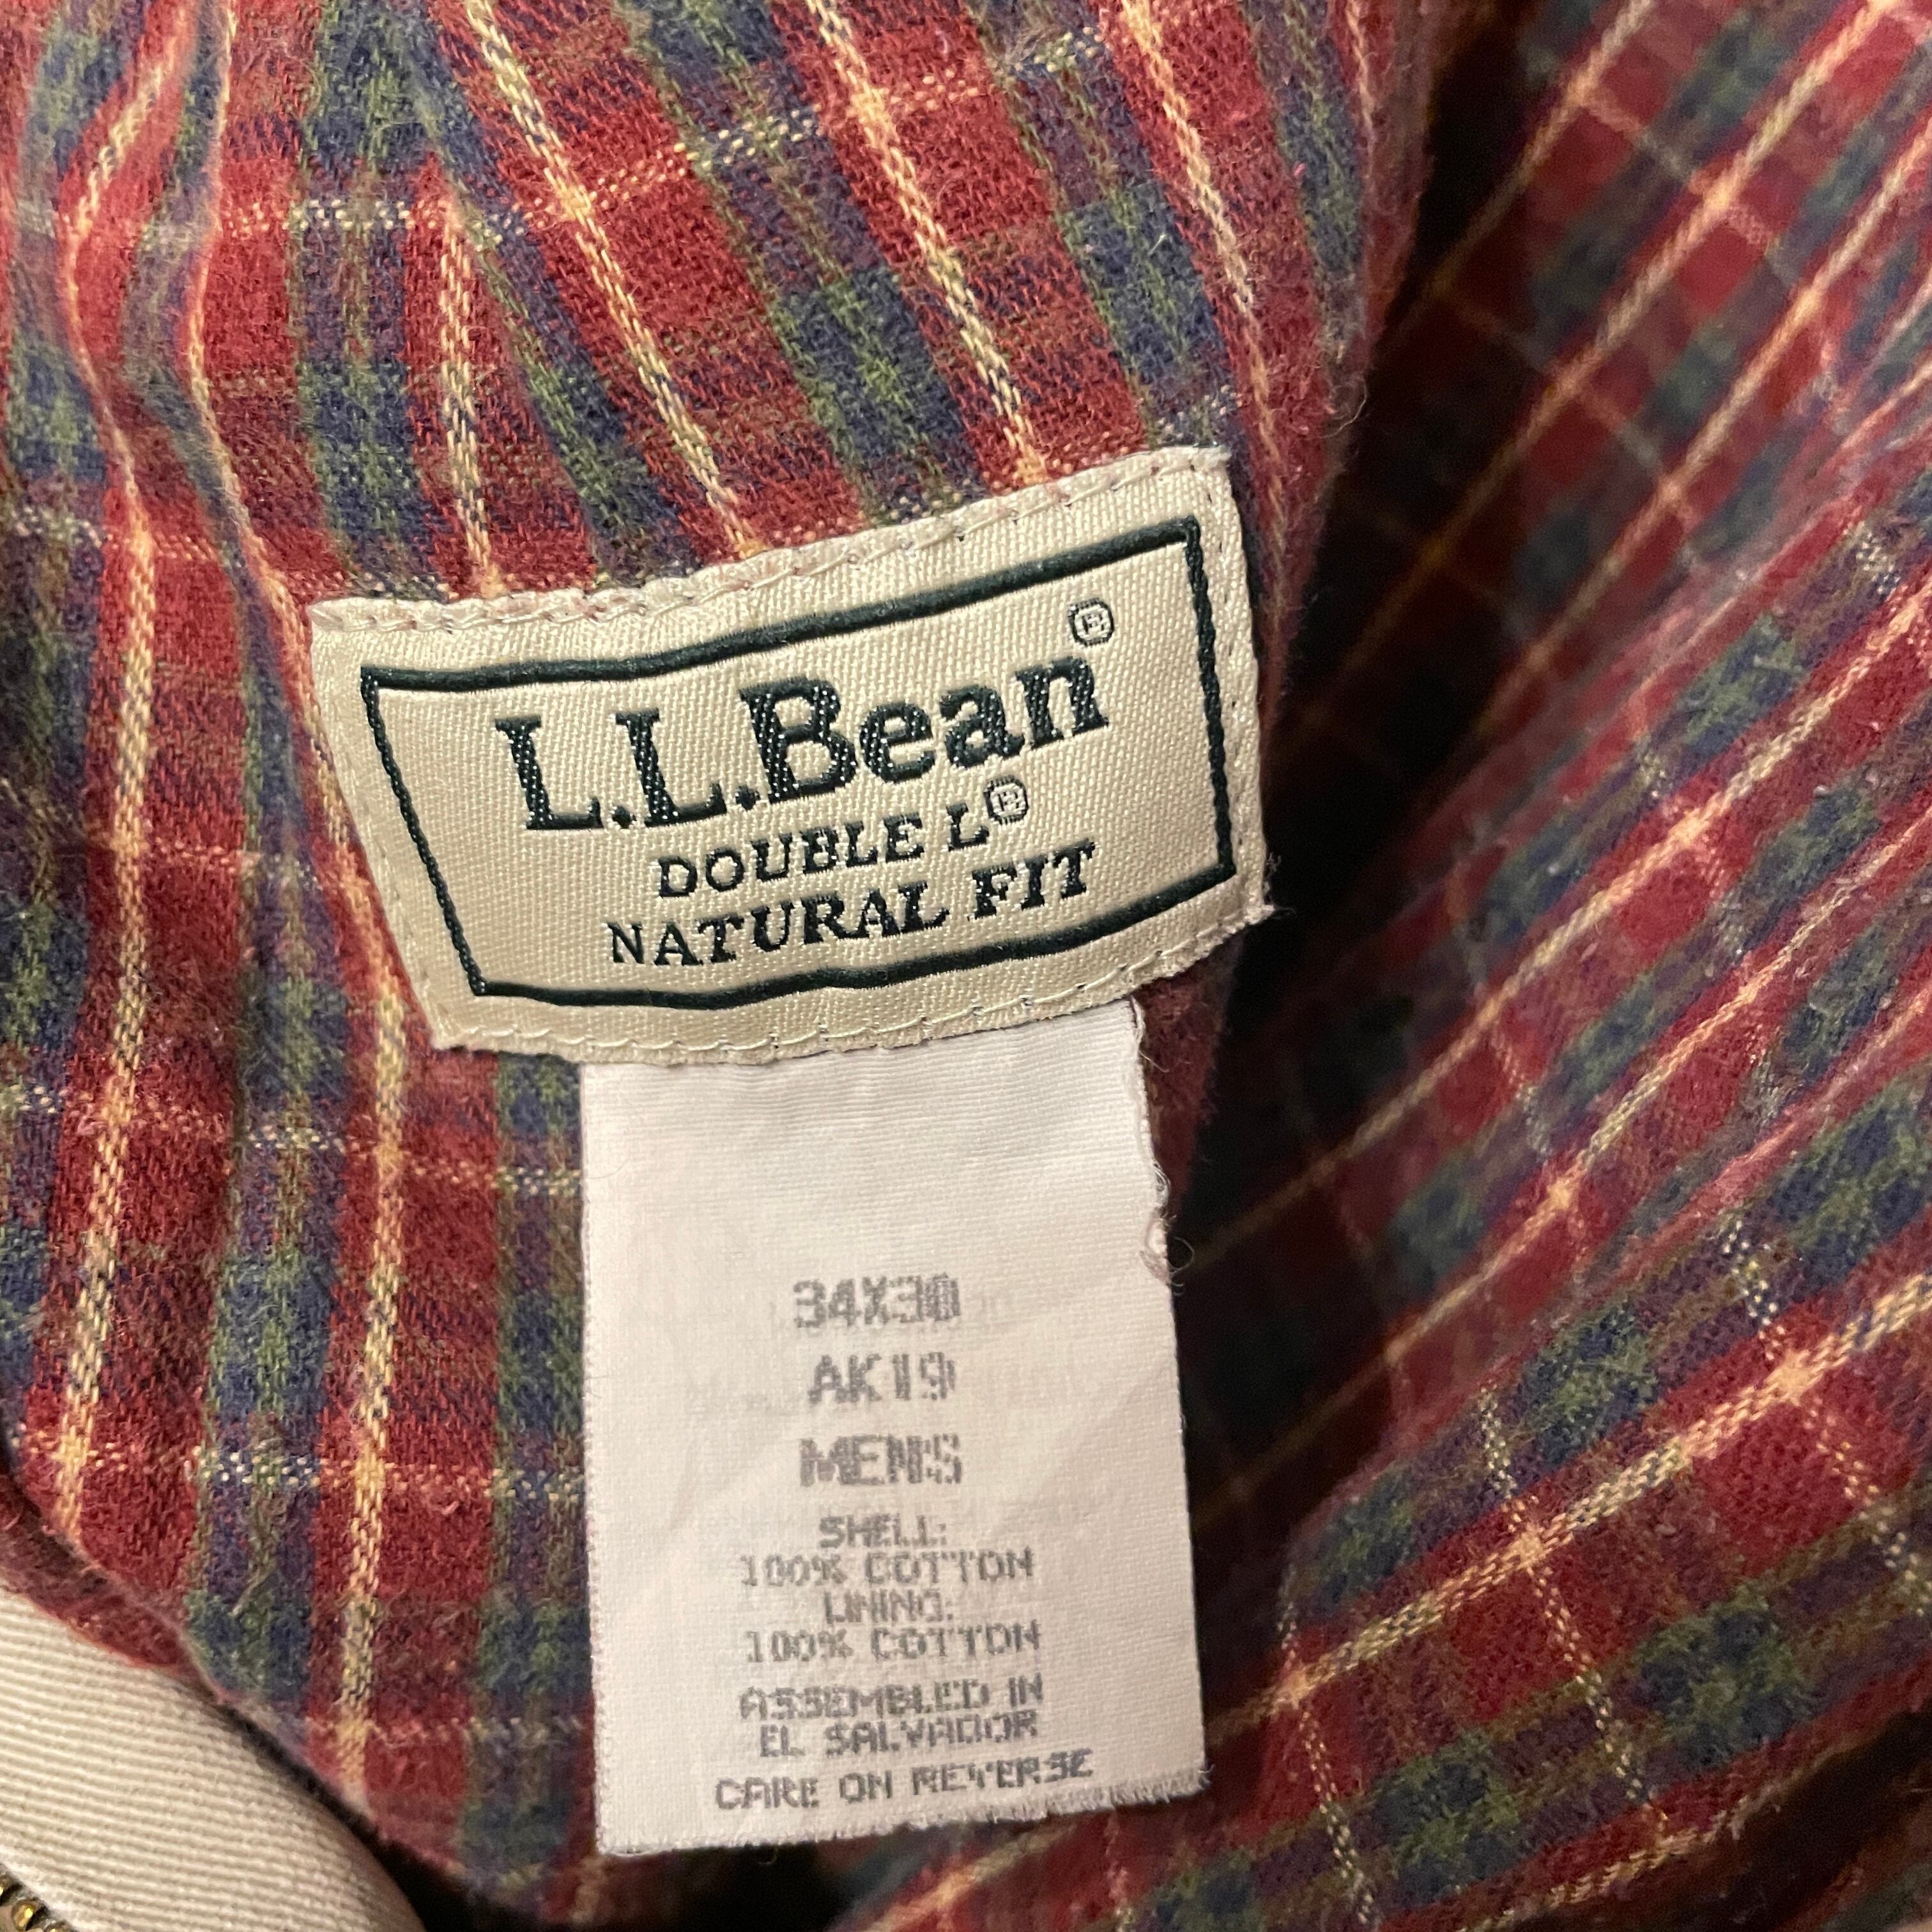 L.L.Bean®
DOUBLE L®
NATURAL FIT
34X30
AK19
MENS
SHELL:
100% COTTON
LINING:
100% COTTON
ASSEMBLED IN
EL SALVADOR
CARE ON REVERSE